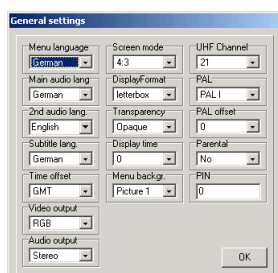 General settings
Menu language
German
Main audio lang
German
2nd audio lang.
English
Subtitle lang.
German
Time offset
GMT
Video output
RGB
Audio output
Stereo
Screen mode
4:3
DisplayFormat
letterbox
Transparency
Opaque
Display time
0
Menu backgr.
Picture 1
UHF Channel
21
PAL
PAL I
PAL offset
0
Parental
No
PIN
0
OK